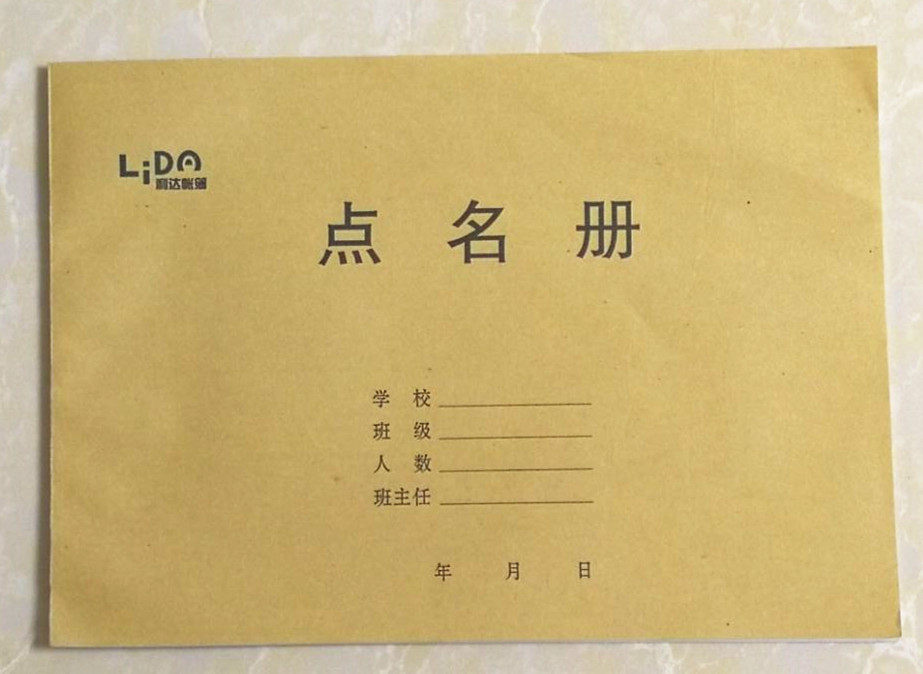 LiDA
利达帐簿
点名册
学校
班级
人数
班主任
年 月 日